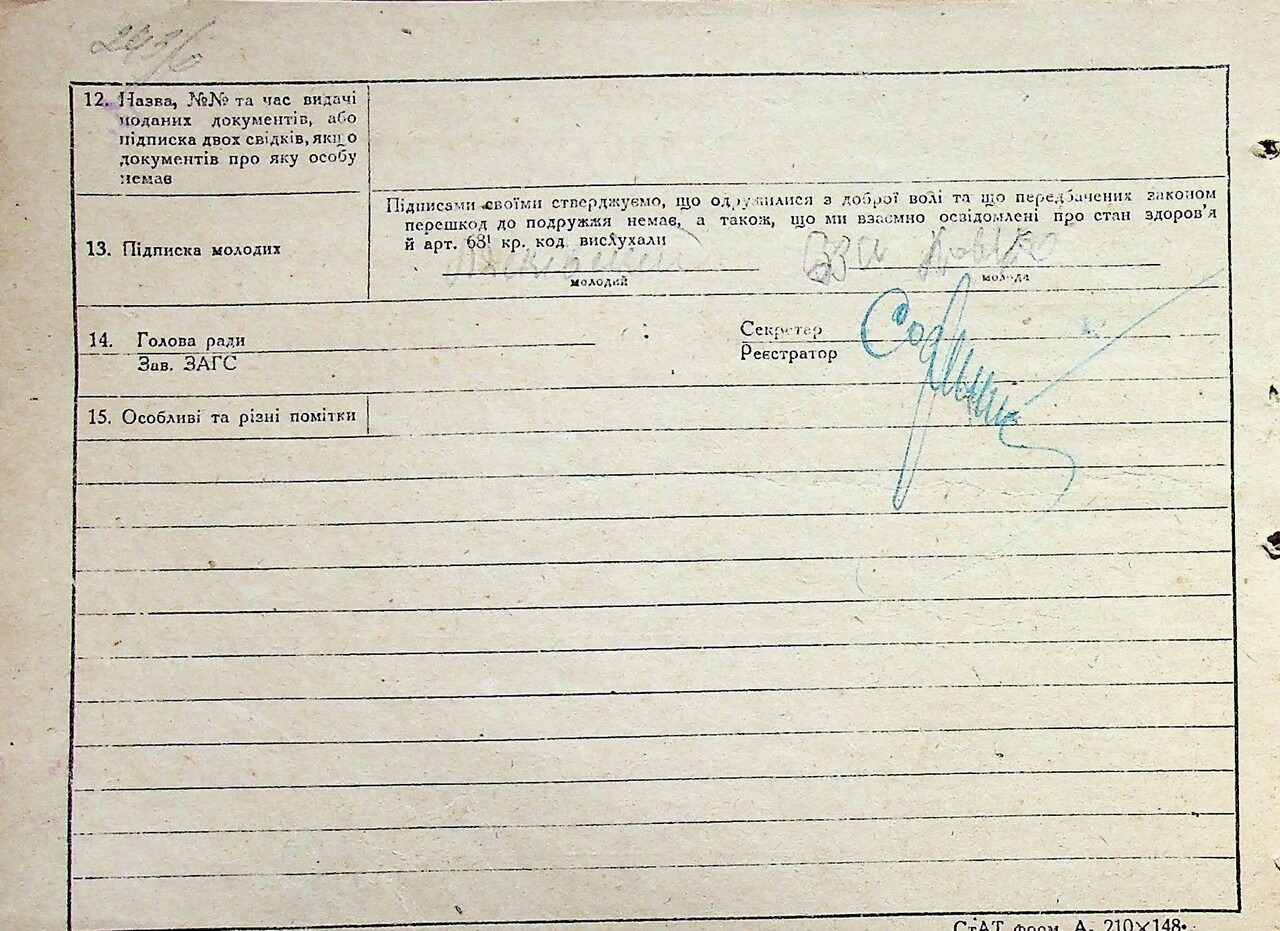 12. Назва, №№ та час видачі
поданих документів, або
підписка двох свідків, якщо
документів про яку особу
немає
Підписами своїми стверджуємо, що одружилися з доброї волі та що передбачених законом
перешкод до подружжя немає, а також, що ми взаємно освідомлені про стан здоров'я
й арт. 68¹ кр. код. вислухали
13. Підписка молодих
молодий
молода
14. Голова ради
Зав. ЗАГС
Секретар
Реєстратор
15. Особливі та різні помітки
СтАТ форм. А. 210×148.